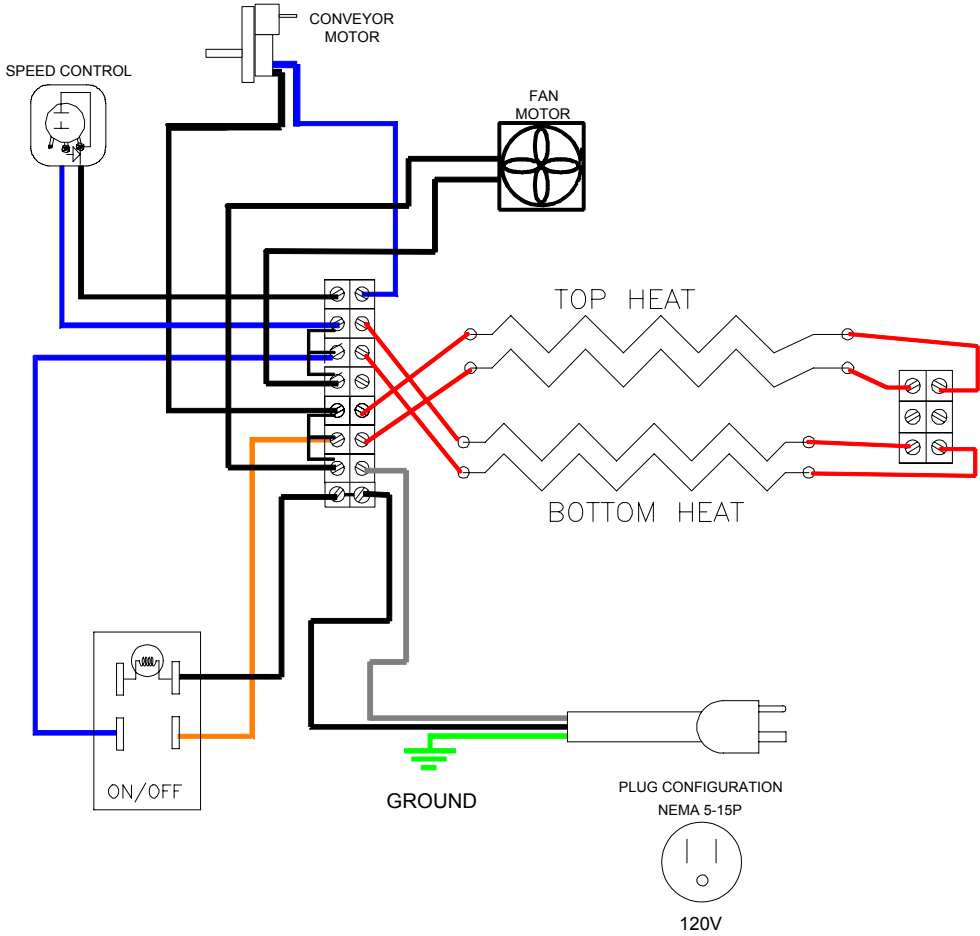 CONVEYOR
MOTOR
SPEED CONTROL
FAN
MOTOR
TOP HEAT
BOTTOM HEAT
ON/OFF
GROUND
PLUG CONFIGURATION
NEMA 5-15P
120V